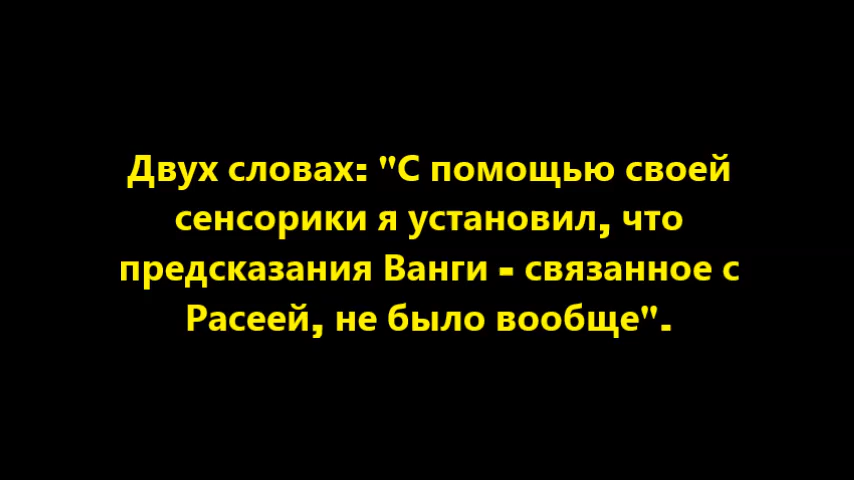 Двух словах: "С помощью своей
сенсорики я установил, что
предсказания Ванги - связанное с
Расеей, не было вообще".